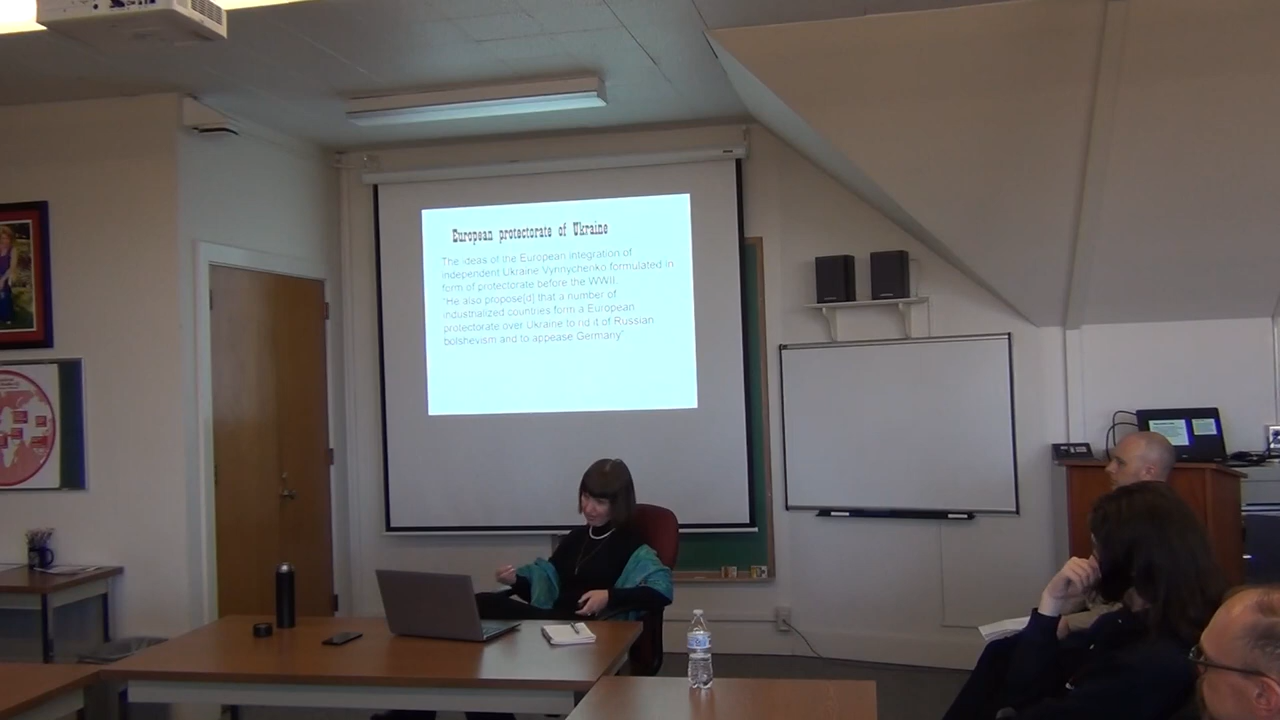 European protectorate of Ukraine
The ideas of the European integration of
independent Ukraine Vynnychenko formulated in
form of protectorate before the WWII.
"He also propose[d] that a number of
industrialized countries form a European
protectorate over Ukraine to rid it of Russian
bolshevism and to appease Germany"